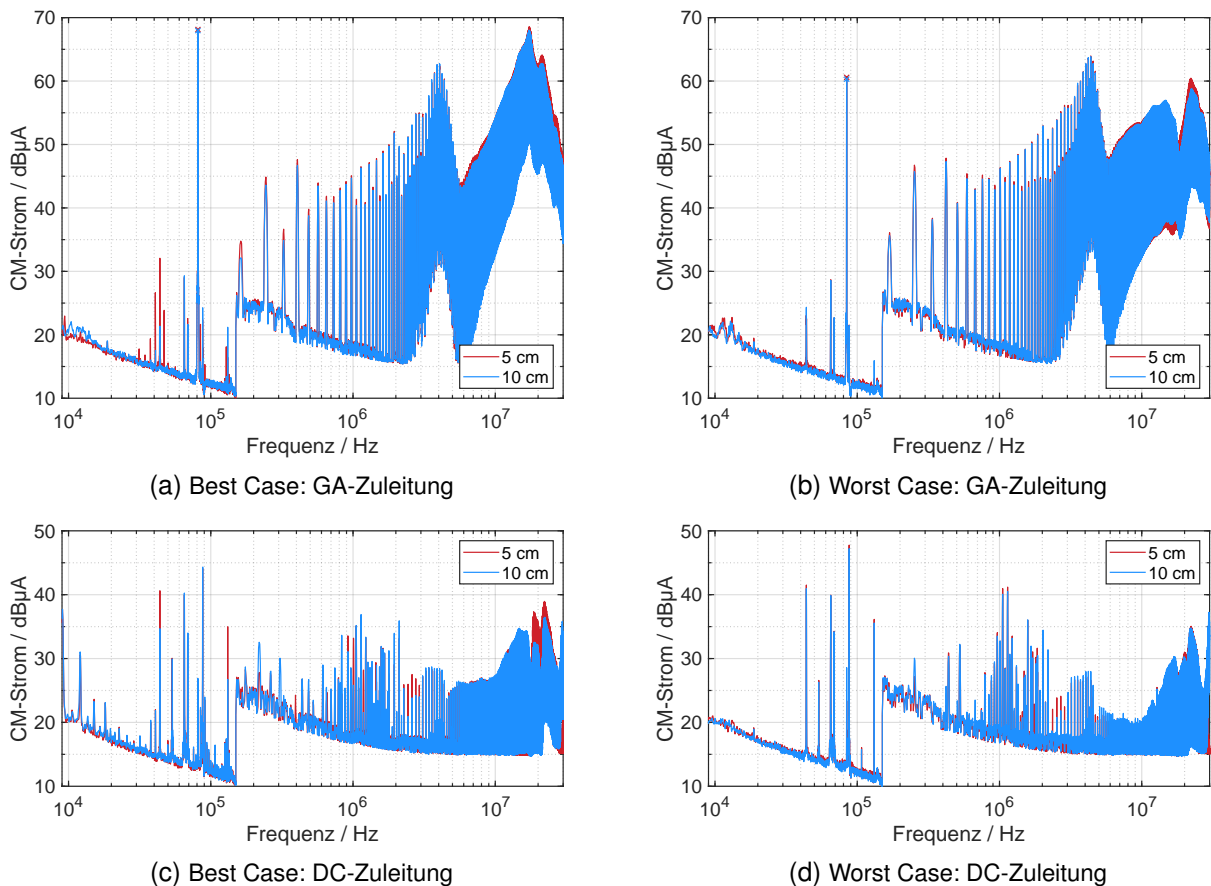 70
60
50
40
30
20
10
10^4 10^5 10^6 10^7
CM-Strom / dBµA
Frequenz / Hz
5 cm
10 cm
(a) Best Case: GA-Zuleitung
70
60
50
40
30
20
10
10^4 10^5 10^6 10^7
CM-Strom / dBµA
Frequenz / Hz
5 cm
10 cm
(b) Worst Case: GA-Zuleitung
50
40
30
20
10
10^4 10^5 10^6 10^7
CM-Strom / dBµA
Frequenz / Hz
5 cm
10 cm
(c) Best Case: DC-Zuleitung
50
40
30
20
10
10^4 10^5 10^6 10^7
CM-Strom / dBµA
Frequenz / Hz
5 cm
10 cm
(d) Worst Case: DC-Zuleitung